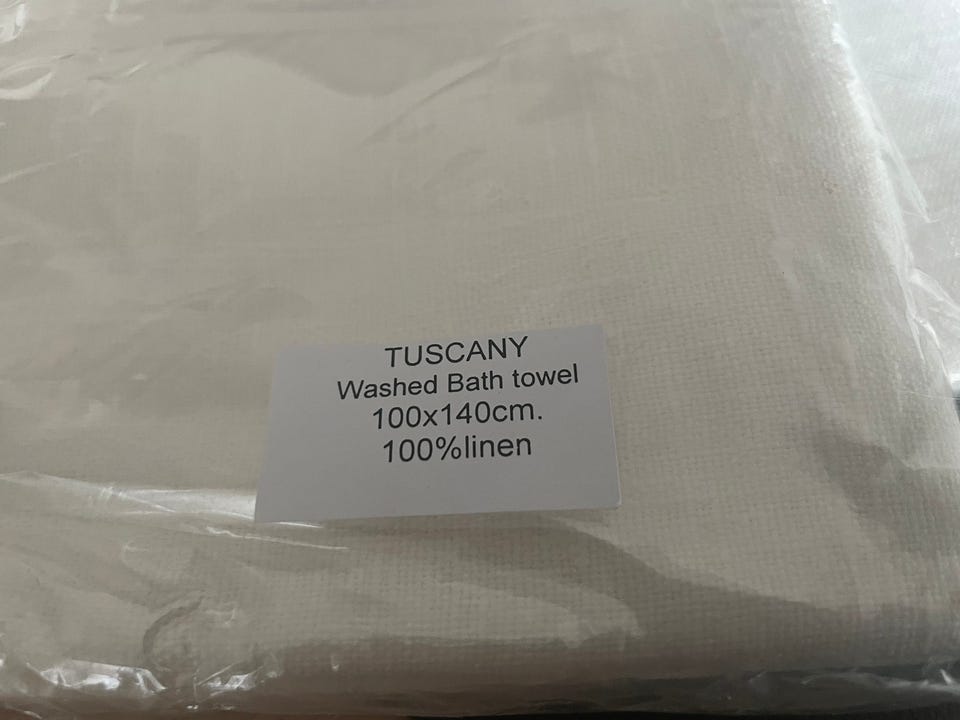 TUSCANY
Washed Bath towel
100x140cm.
100%linen